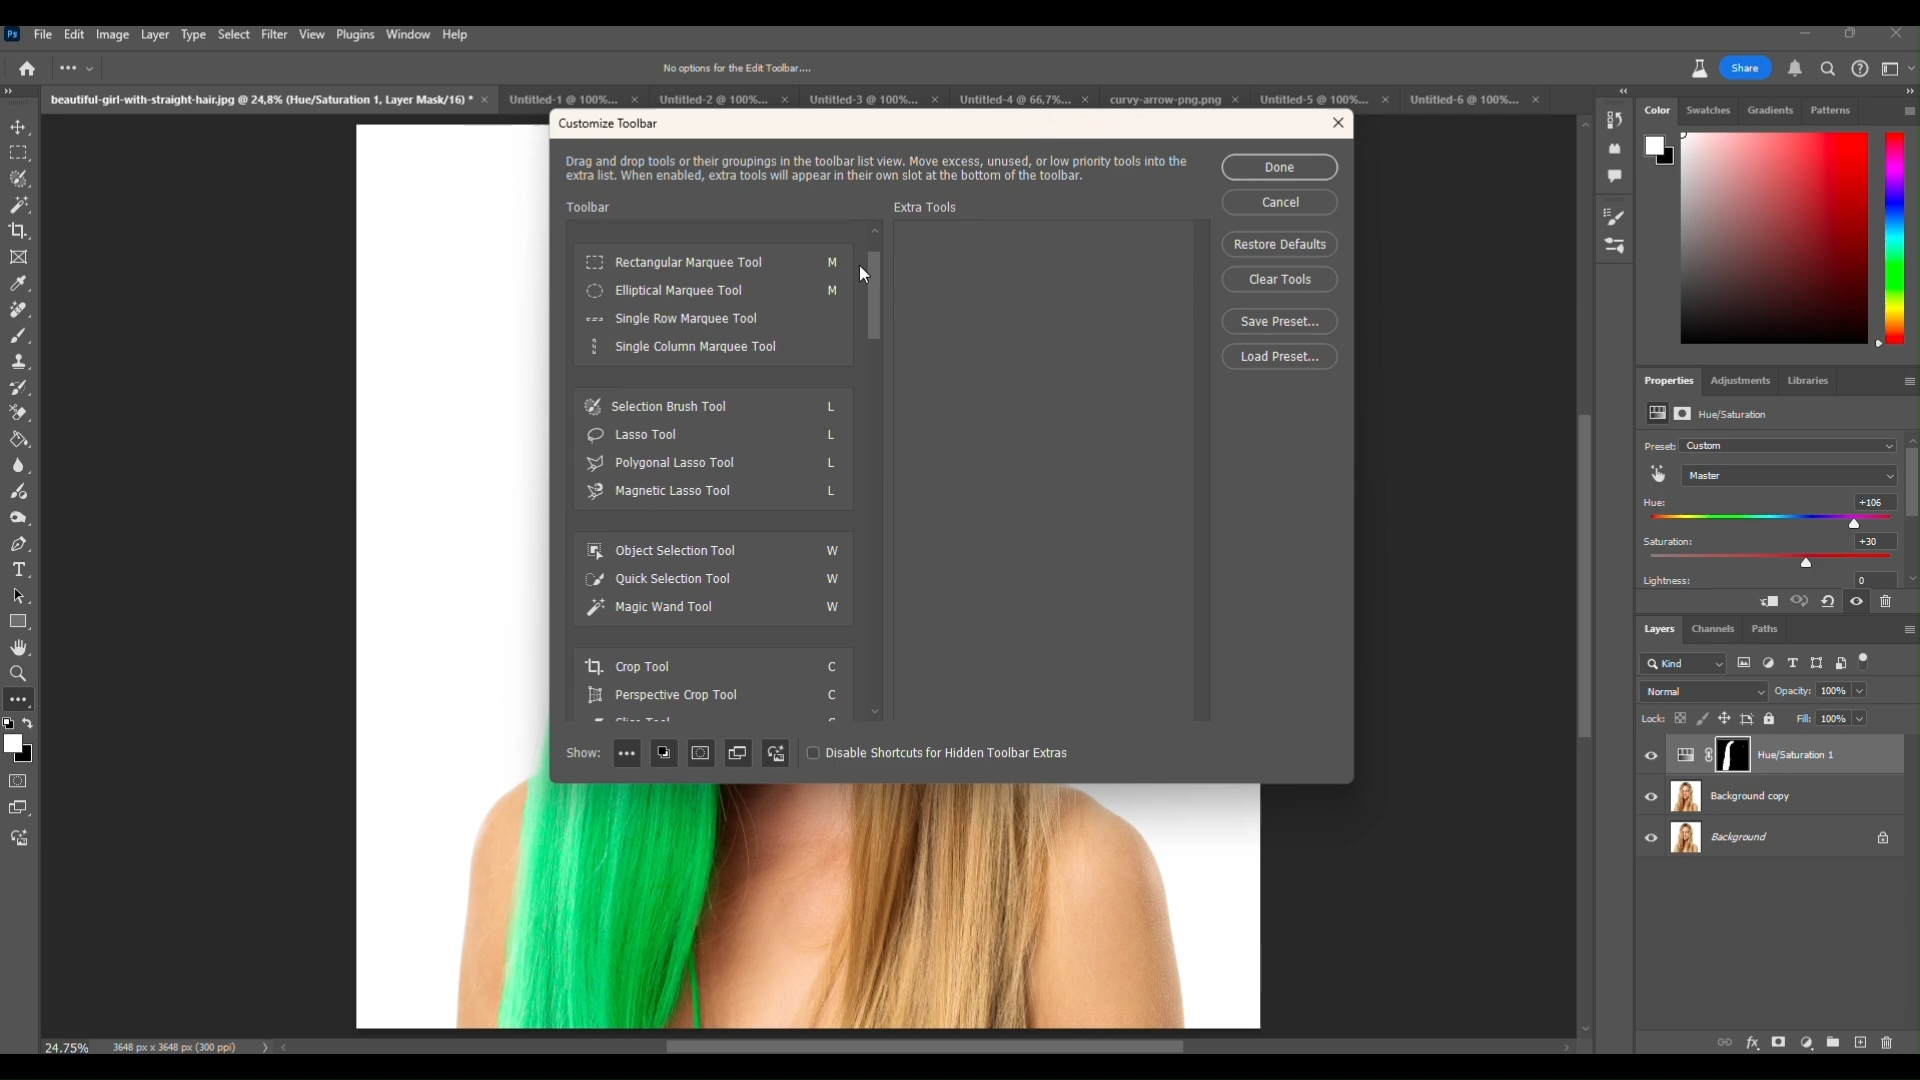 Ps File Edit Image Layer Type Select Filter View Plugins Window Help
No options for the Edit Toolbar....
Share
beautiful-girl-with-straight-hair.jpg @ 24,8% (Hue/Saturation 1, Layer Mask/16) *
Untitled-1 @ 100%...
Untitled-2 @ 100%...
Untitled-3 @ 100%...
Untitled-4 @ 66,7%...
curvy-arrow-png.png
Untitled-5 @ 100%...
Untitled-6 @ 100%...
Customize Toolbar
Drag and drop tools or their groupings in the toolbar list view. Move excess, unused, or low priority tools into the
extra list. When enabled, extra tools will appear in their own slot at the bottom of the toolbar.
Toolbar
Extra Tools
Rectangular Marquee Tool M
Elliptical Marquee Tool M
Single Row Marquee Tool
Single Column Marquee Tool
Selection Brush Tool L
Lasso Tool L
Polygonal Lasso Tool L
Magnetic Lasso Tool L
Object Selection Tool W
Quick Selection Tool W
Magic Wand Tool W
Crop Tool C
Perspective Crop Tool C
Done
Cancel
Restore Defaults
Clear Tools
Save Preset...
Load Preset...
Show:
Disable Shortcuts for Hidden Toolbar Extras
Color Swatches Gradients Patterns
Properties Adjustments Libraries
Hue/Saturation
Preset: Custom
Master
Hue: +106
Saturation: +30
Lightness: 0
Layers Channels Paths
Kind
Normal Opacity: 100%
Lock: Fill: 100%
Hue/Saturation 1
Background copy
Background
24.75% 3648 px x 3648 px (300 ppi)